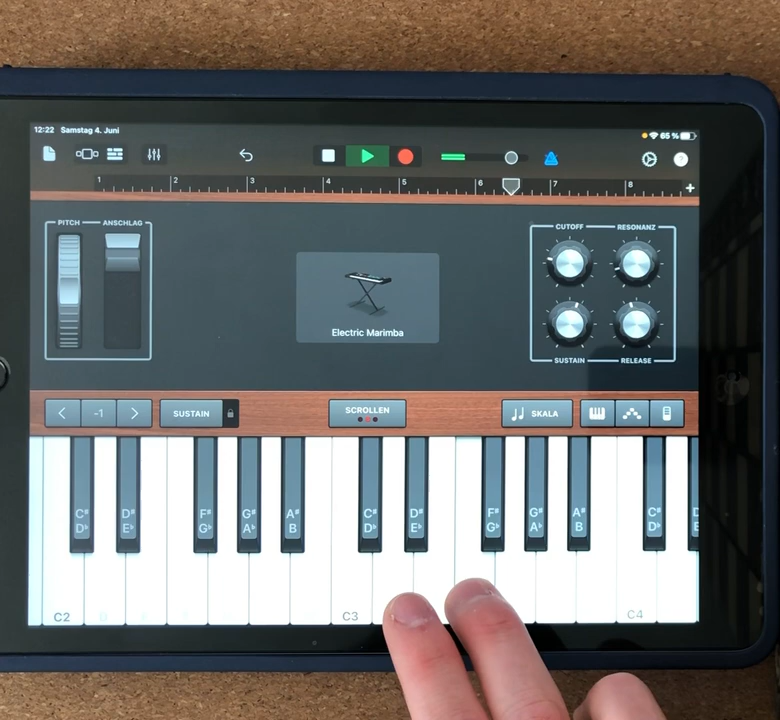 12:22 Samstag 4. Juni
65 %
1 2 3 4 5 6 7 8 +
PITCH ANSCHLAG
CUTOFF RESONANZ
Electric Marimba
SUSTAIN RELEASE
-1
SUSTAIN
SCROLLEN
SKALA
C# D# F# G# A# C# D# F# G# A# C#
D♭ E♭ G♭ A♭ B D♭ E♭ G♭ A♭ B D♭
C2 C3 C4